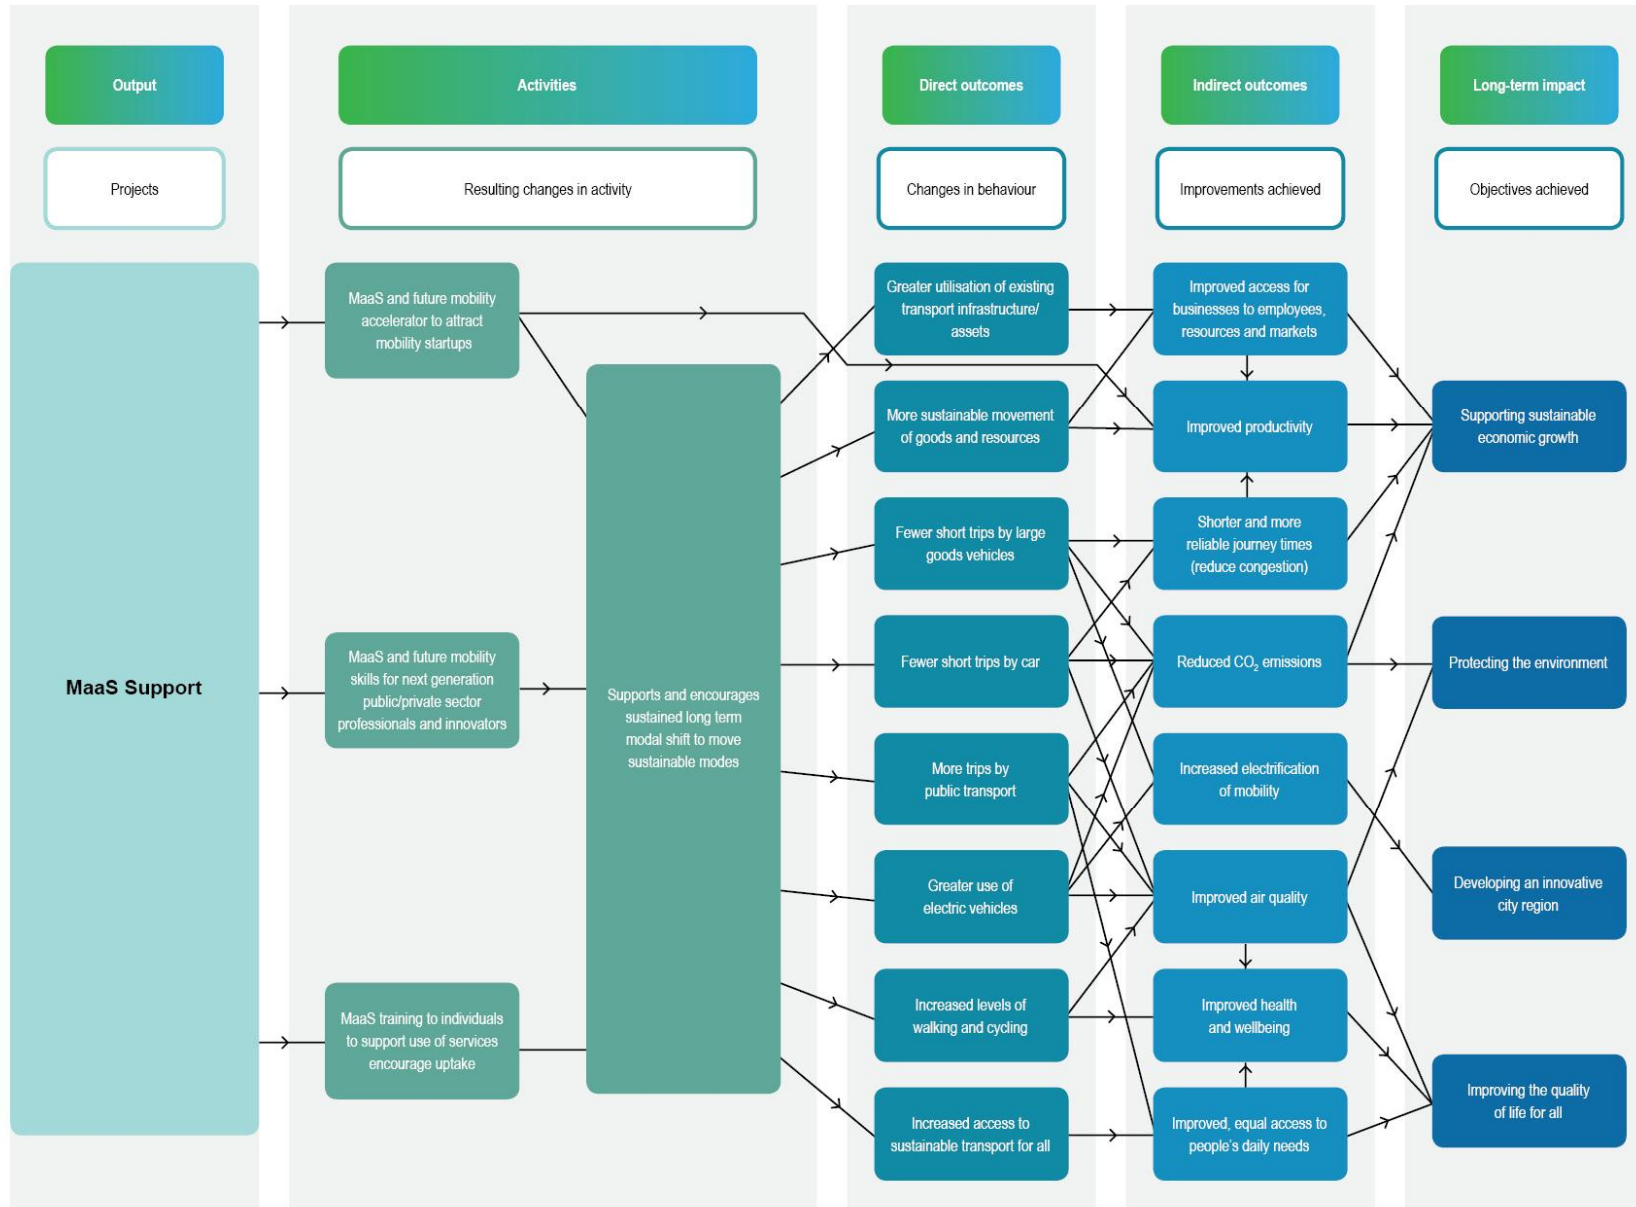 Output
Activities
Direct outcomes
Indirect outcomes
Long-term impact
Projects
Resulting changes in activity
Changes in behaviour
Improvements achieved
Objectives achieved
MaaS Support
MaaS and future mobility
accelerator to attract
mobility startups
MaaS and future mobility
skills for next generation
public/private sector
professionals and innovators
MaaS training to individuals
to support use of services
encourage uptake
Supports and encourages
sustained long term
modal shift to move
sustainable modes
Greater utilisation of existing
transport infrastructure/
assets
More sustainable movement
of goods and resources
Fewer short trips by large
goods vehicles
Fewer short trips by car
More trips by
public transport
Greater use of
electric vehicles
Increased levels of
walking and cycling
Increased access to
sustainable transport for all
Improved access for
businesses to employees,
resources and markets
Improved productivity
Shorter and more
reliable journey times
(reduce congestion)
Reduced CO₂ emissions
Increased electrification
of mobility
Improved air quality
Improved health
and wellbeing
Improved, equal access to
people's daily needs
Supporting sustainable
economic growth
Protecting the environment
Developing an innovative
city region
Improving the quality
of life for all